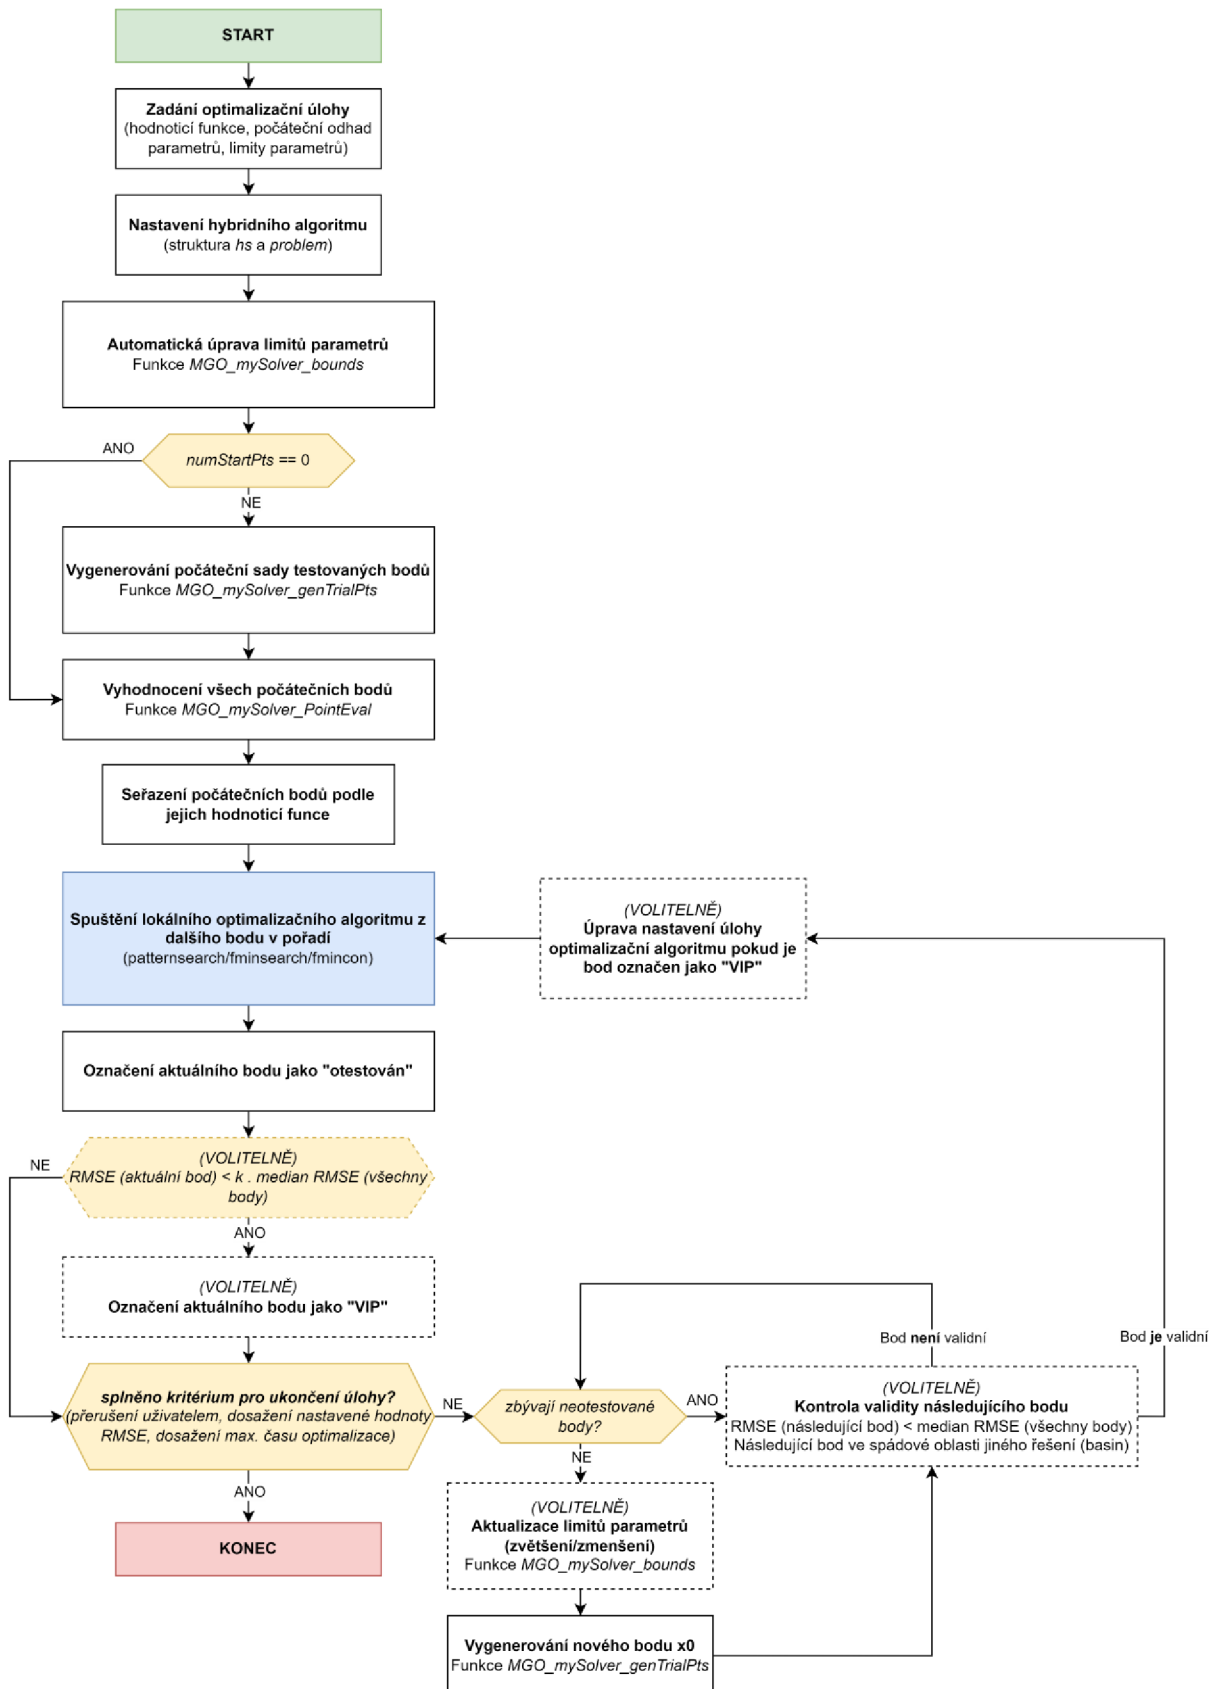 START
Zadání optimalizační úlohy
(hodnoticí funkce, počáteční odhad
parametrů, limity parametrů)
Nastavení hybridního algoritmu
(struktura hs a problem)
Automatická úprava limitů parametrů
Funkce MGO_mySolver_bounds
ANO
numStartPts == 0
NE
Vygenerování počáteční sady testovaných bodů
Funkce MGO_mySolver_genTrialPts
Vyhodnocení všech počátečních bodů
Funkce MGO_mySolver_PointEval
Seřazení počátečních bodů podle
jejich hodnoticí funce
Spuštění lokálního optimalizačního algoritmu z
dalšího bodu v pořadí
(patternsearch/fminsearch/fmincon)
(VOLITELNĚ)
Úprava nastavení úlohy
optimalizační algoritmu pokud je
bod označen jako "VIP"
Označení aktuálního bodu jako "otestován"
NE
(VOLITELNĚ)
RMSE (aktuální bod) < k . median RMSE (všechny
body)
ANO
(VOLITELNĚ)
Označení aktuálního bodu jako "VIP"
Bod není validní
Bod je validní
splněno kritérium pro ukončení úlohy?
(přerušení uživatelem, dosažení nastavené hodnoty
RMSE, dosažení max. času optimalizace)
NE
zbývají neotestované
body?
ANO
(VOLITELNĚ)
Kontrola validity následujícího bodu
RMSE (následující bod) < median RMSE (všechny body)
Následující bod ve spádové oblasti jiného řešení (basin)
ANO
NE
KONEC
(VOLITELNĚ)
Aktualizace limitů parametrů
(zvětšení/zmenšení)
Funkce MGO_mySolver_bounds
Vygenerování nového bodu x0
Funkce MGO_mySolver_genTrialPts